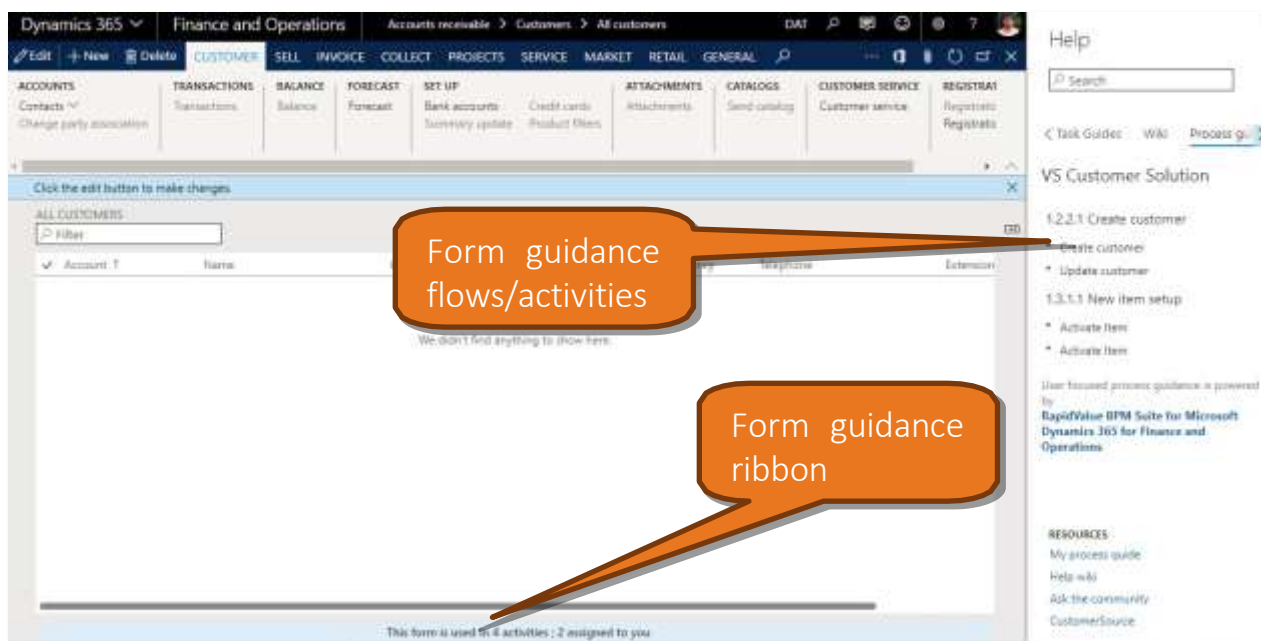 Dynamics 365 Finance and Operations Accounts receivable > Customers > All customers DAT ?
Edit + New Delete CUSTOMER SELL INVOICE COLLECT PROJECTS SERVICE MARKET RETAIL GENERAL ...
ACCOUNTS TRANSACTIONS BALANCE FORECAST SET UP ATTACHMENTS CATALOGS CUSTOMER SERVICE REGISTRAT
Contacts Transactions Balance Forecast Bank accounts Credit cards Attachments Send catalog Customer service Registratio
Change party association Summary update Product filters Registratio
Click the edit button to make changes.
ALL CUSTOMERS
Filter
Account Name Telephone Extension
We didn't find anything to show here.
Form guidance
flows/activities
Form guidance
ribbon
This form is used in 4 activities ; 2 assigned to you
Help
Search
< Task Guides Wiki Process g...
VS Customer Solution
1.2.2.1 Create customer
Create customer
Update customer
1.3.1.1 New item setup
Activate Item
Activate Item
User focused process guidance is powered
by
RapidValue BPM Suite for Microsoft
Dynamics 365 for Finance and
Operations
RESOURCES
My process guide
Help wiki
Ask the community
CustomerSource